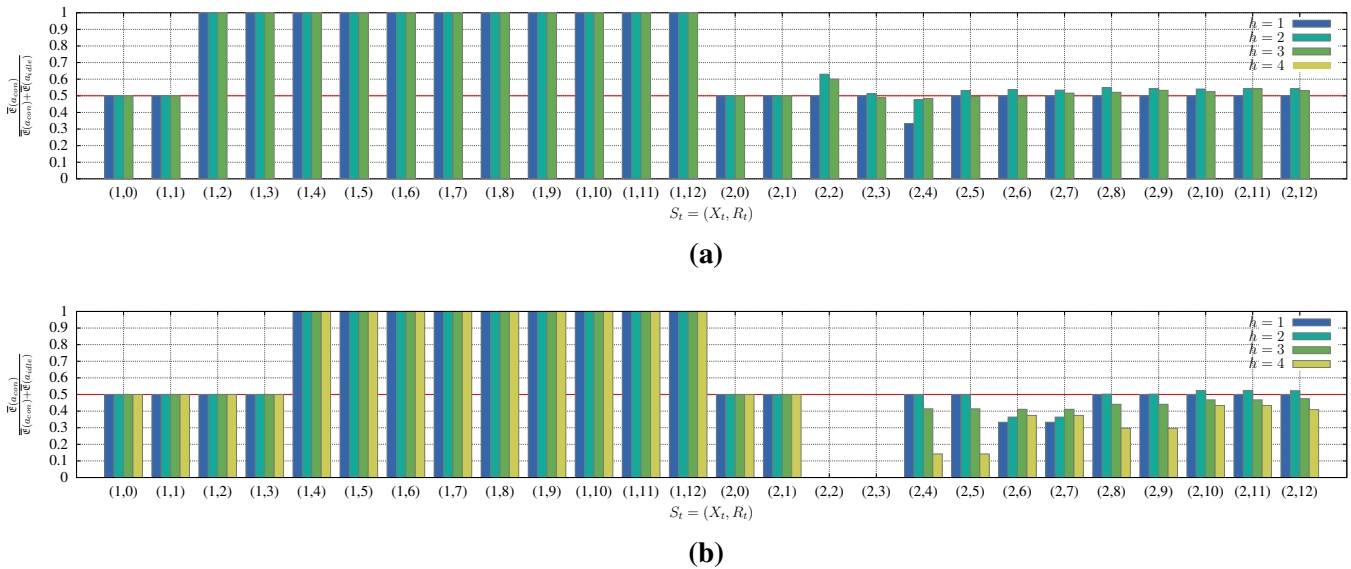 1
0.9
0.8
0.7
0.6
0.5
0.4
0.3
0.2
0.1
0
𝔈̅(a_con)
𝔈̅(a_con)+𝔈̅(a_idle)
h = 1
h = 2
h = 3
h = 4
(1,0) (1,1) (1,2) (1,3) (1,4) (1,5) (1,6) (1,7) (1,8) (1,9) (1,10) (1,11) (1,12) (2,0) (2,1) (2,2) (2,3) (2,4) (2,5) (2,6) (2,7) (2,8) (2,9) (2,10) (2,11) (2,12)
S_t = (X_t, R_t)
(a)
1
0.9
0.8
0.7
0.6
0.5
0.4
0.3
0.2
0.1
0
𝔈̅(a_con)
𝔈̅(a_con)+𝔈̅(a_idle)
h = 1
h = 2
h = 3
h = 4
(1,0) (1,1) (1,2) (1,3) (1,4) (1,5) (1,6) (1,7) (1,8) (1,9) (1,10) (1,11) (1,12) (2,0) (2,1) (2,2) (2,3) (2,4) (2,5) (2,6) (2,7) (2,8) (2,9) (2,10) (2,11) (2,12)
S_t = (X_t, R_t)
(b)